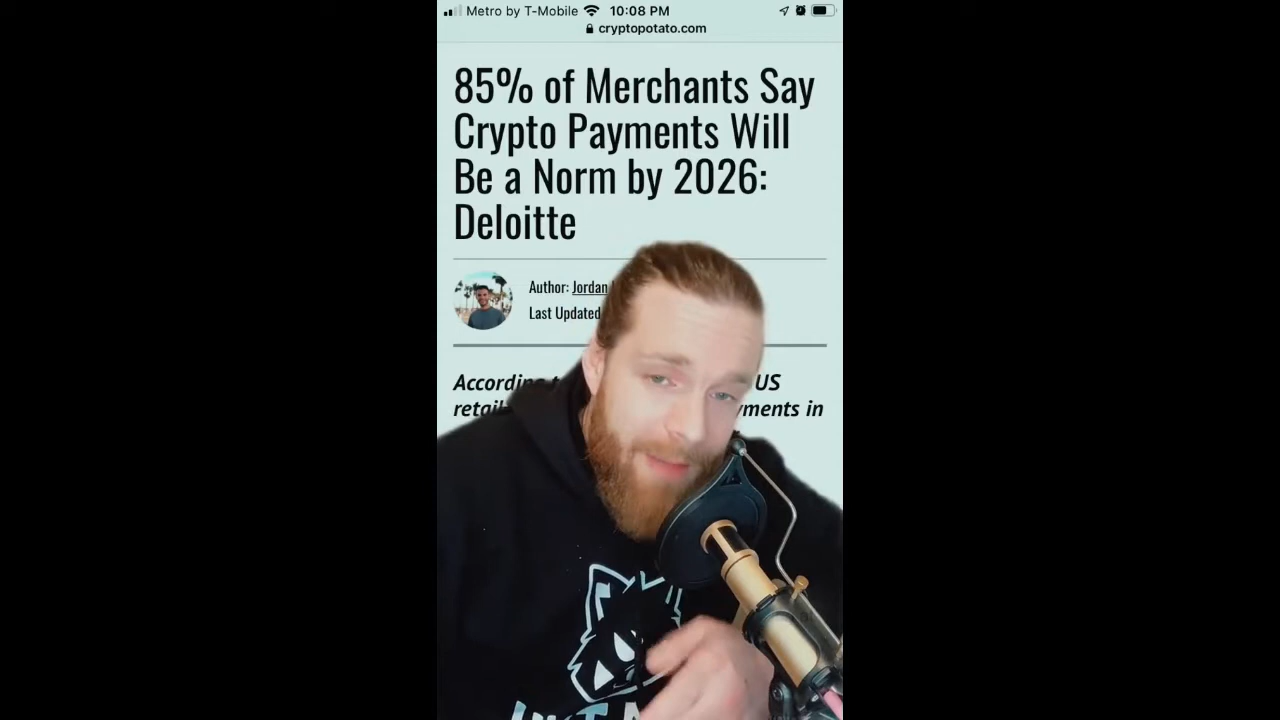 Metro by T-Mobile 10:08 PM
cryptopotato.com
85% of Merchants Say
Crypto Payments Will
Be a Norm by 2026:
Deloitte
Author: Jordan
Last Updated
According US
retail in